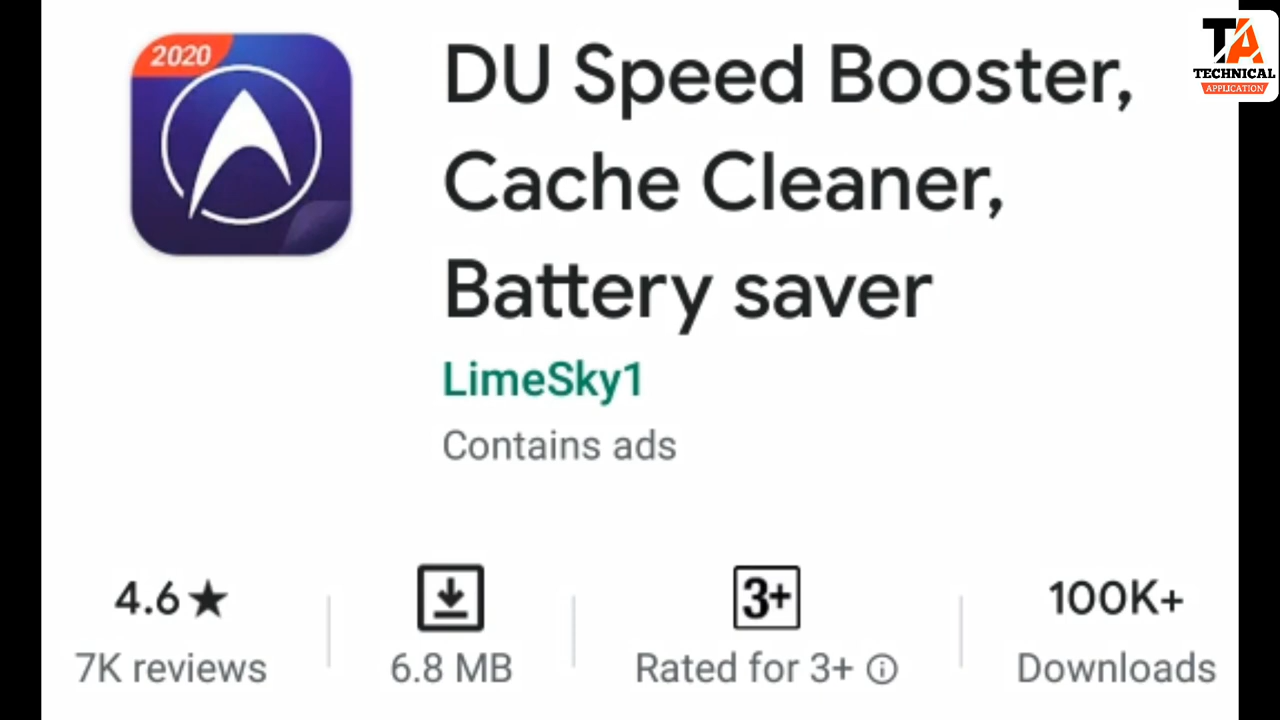 2020
DU Speed Booster,
Cache Cleaner,
Battery saver
LimeSky1
Contains ads
4.6★
7K reviews
6.8 MB
3+
Rated for 3+
100K+
Downloads
TA
TECHNICAL
APPLICATION